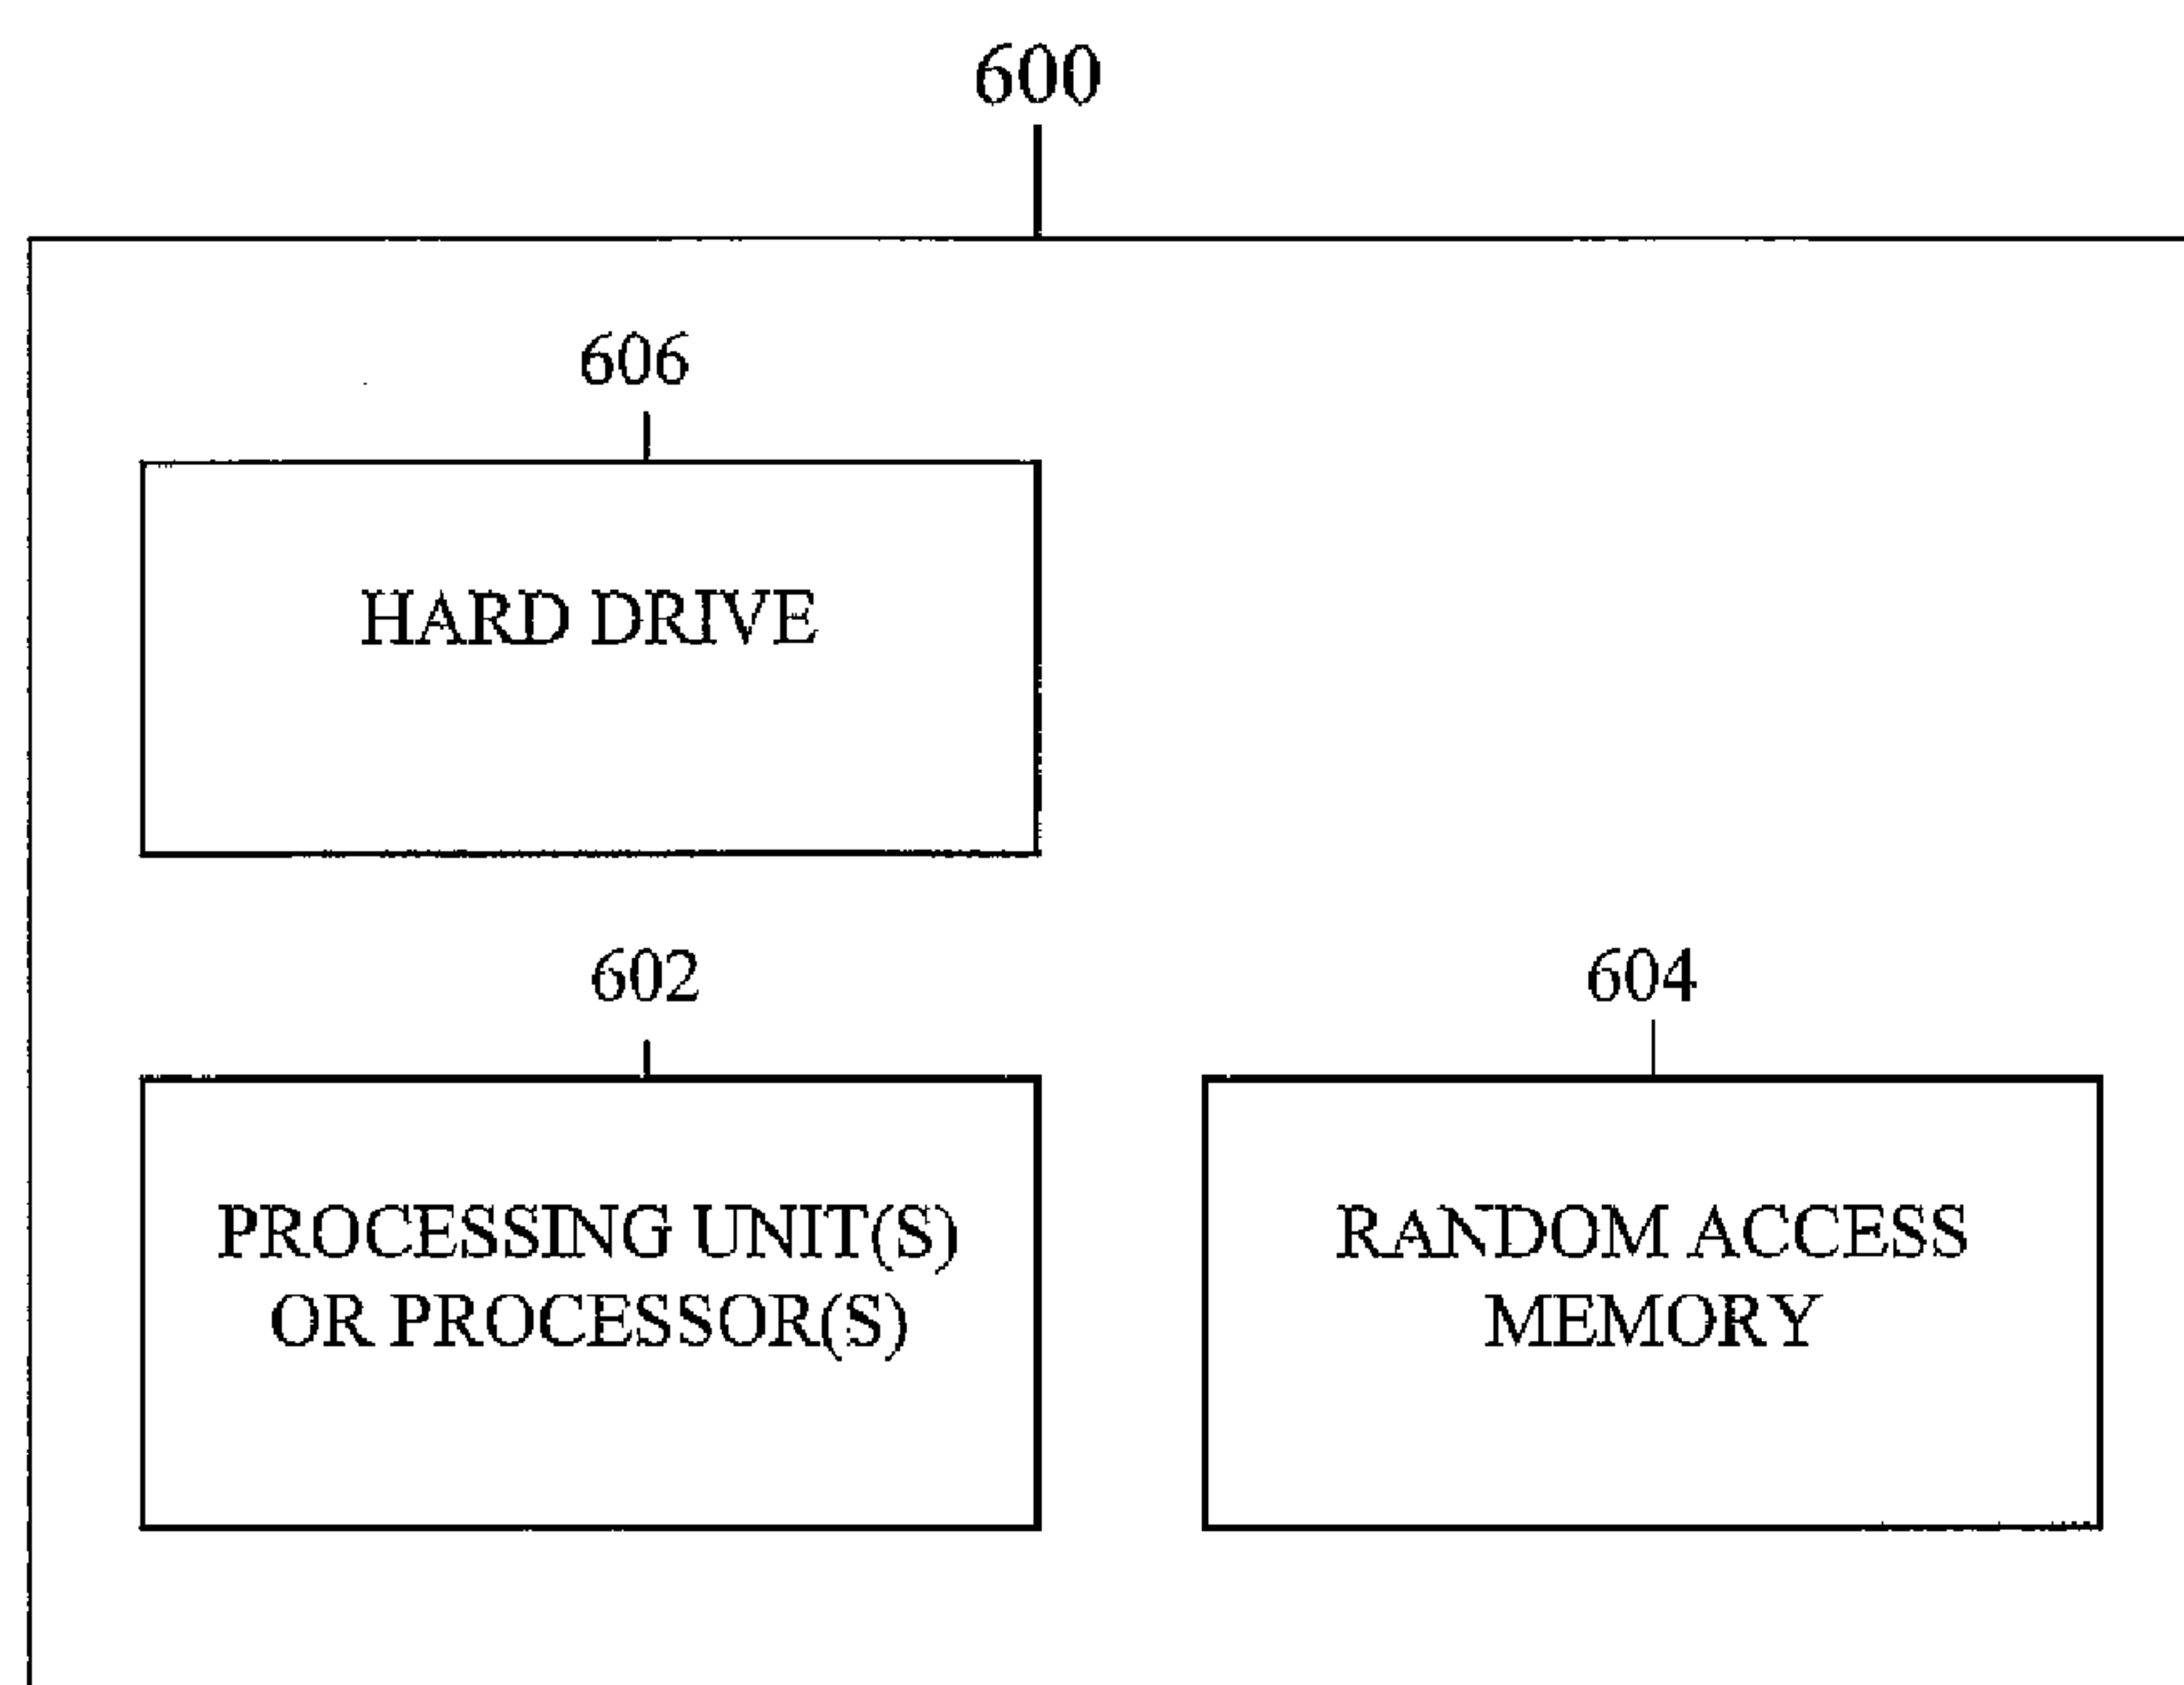 600
606
HARD DRIVE
602
604
PROCESSING UNIT(S)
OR PROCESSOR(S)
RANDOM ACCESS
MEMORY